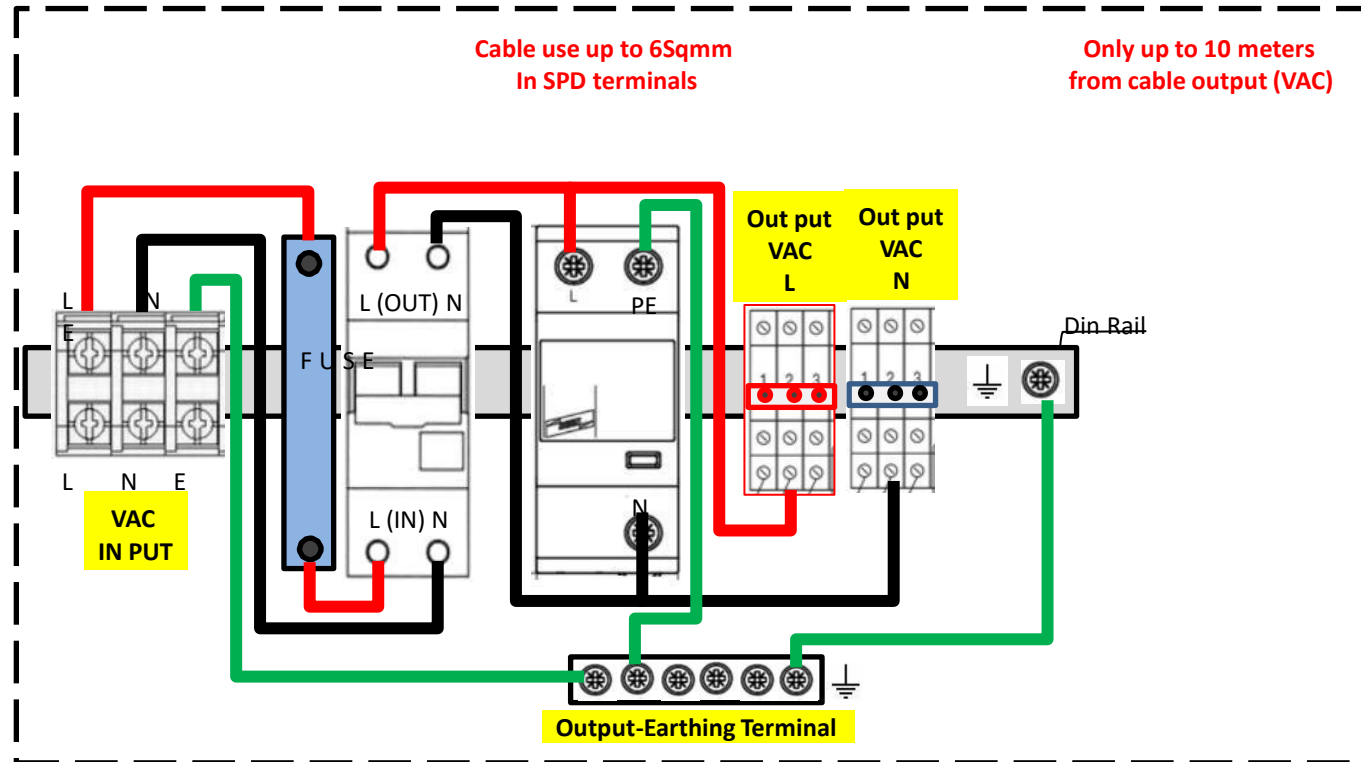 Cable use up to 6Sqmm
In SPD terminals
Only up to 10 meters
from cable output (VAC)
Out put
VAC
L
Out put
VAC
N
L N
E
L (OUT) N
L
PE
Din Rail
F U S E
1 2 3
1 2 3
L N E
VAC
IN PUT
L (IN) N
N
Output-Earthing Terminal